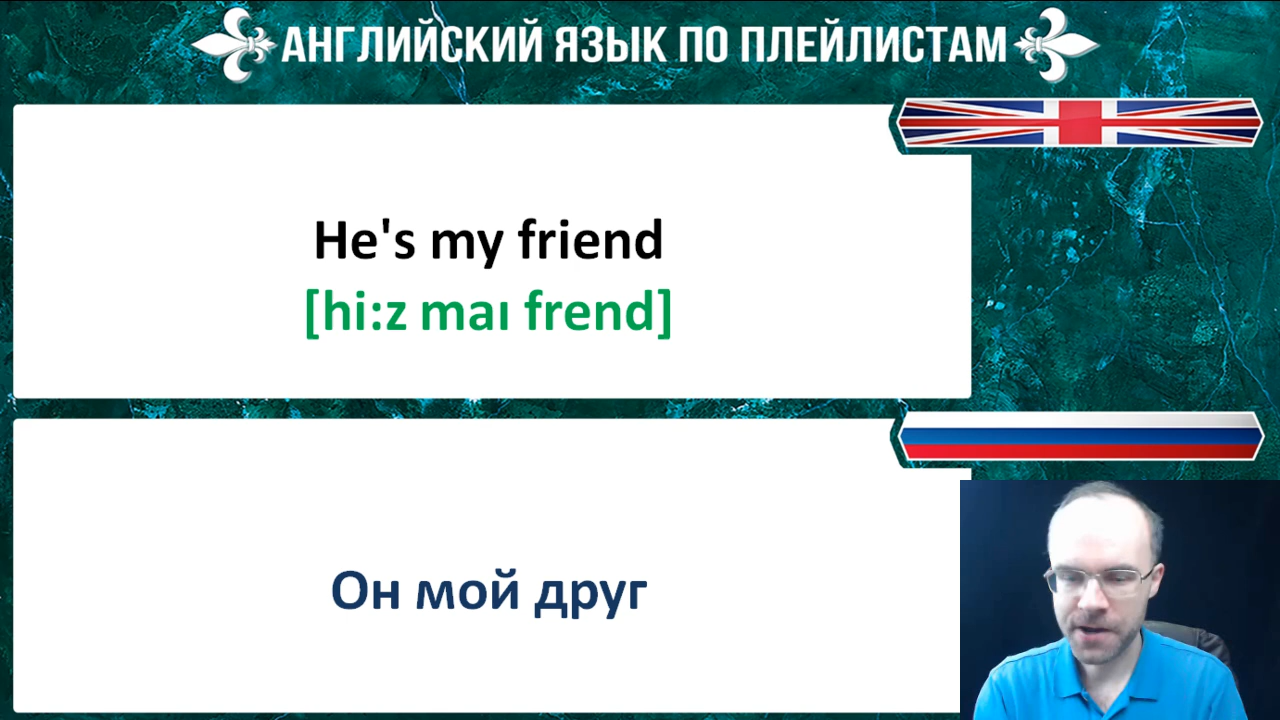 АНГЛИЙСКИЙ ЯЗЫК ПО ПЛЕЙЛИСТАМ
He's my friend
[hi:z maı frend]
Он мой друг